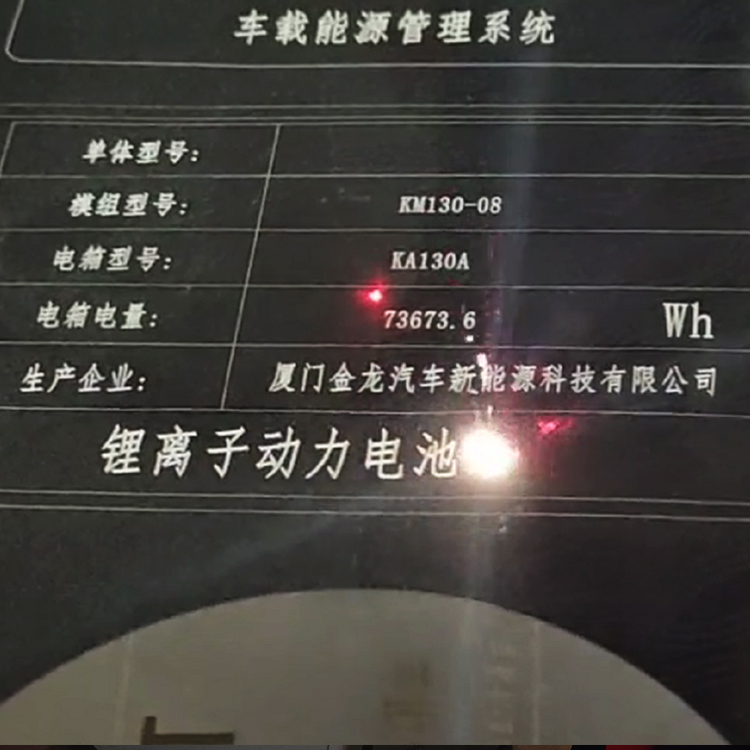 车载能源管理系统
单体型号:
模组型号: KM130-08
电箱型号: KA130A
电箱电量: 73673.6 Wh
生产企业: 厦门金龙汽车新能源科技有限公司
锂离子动力电池